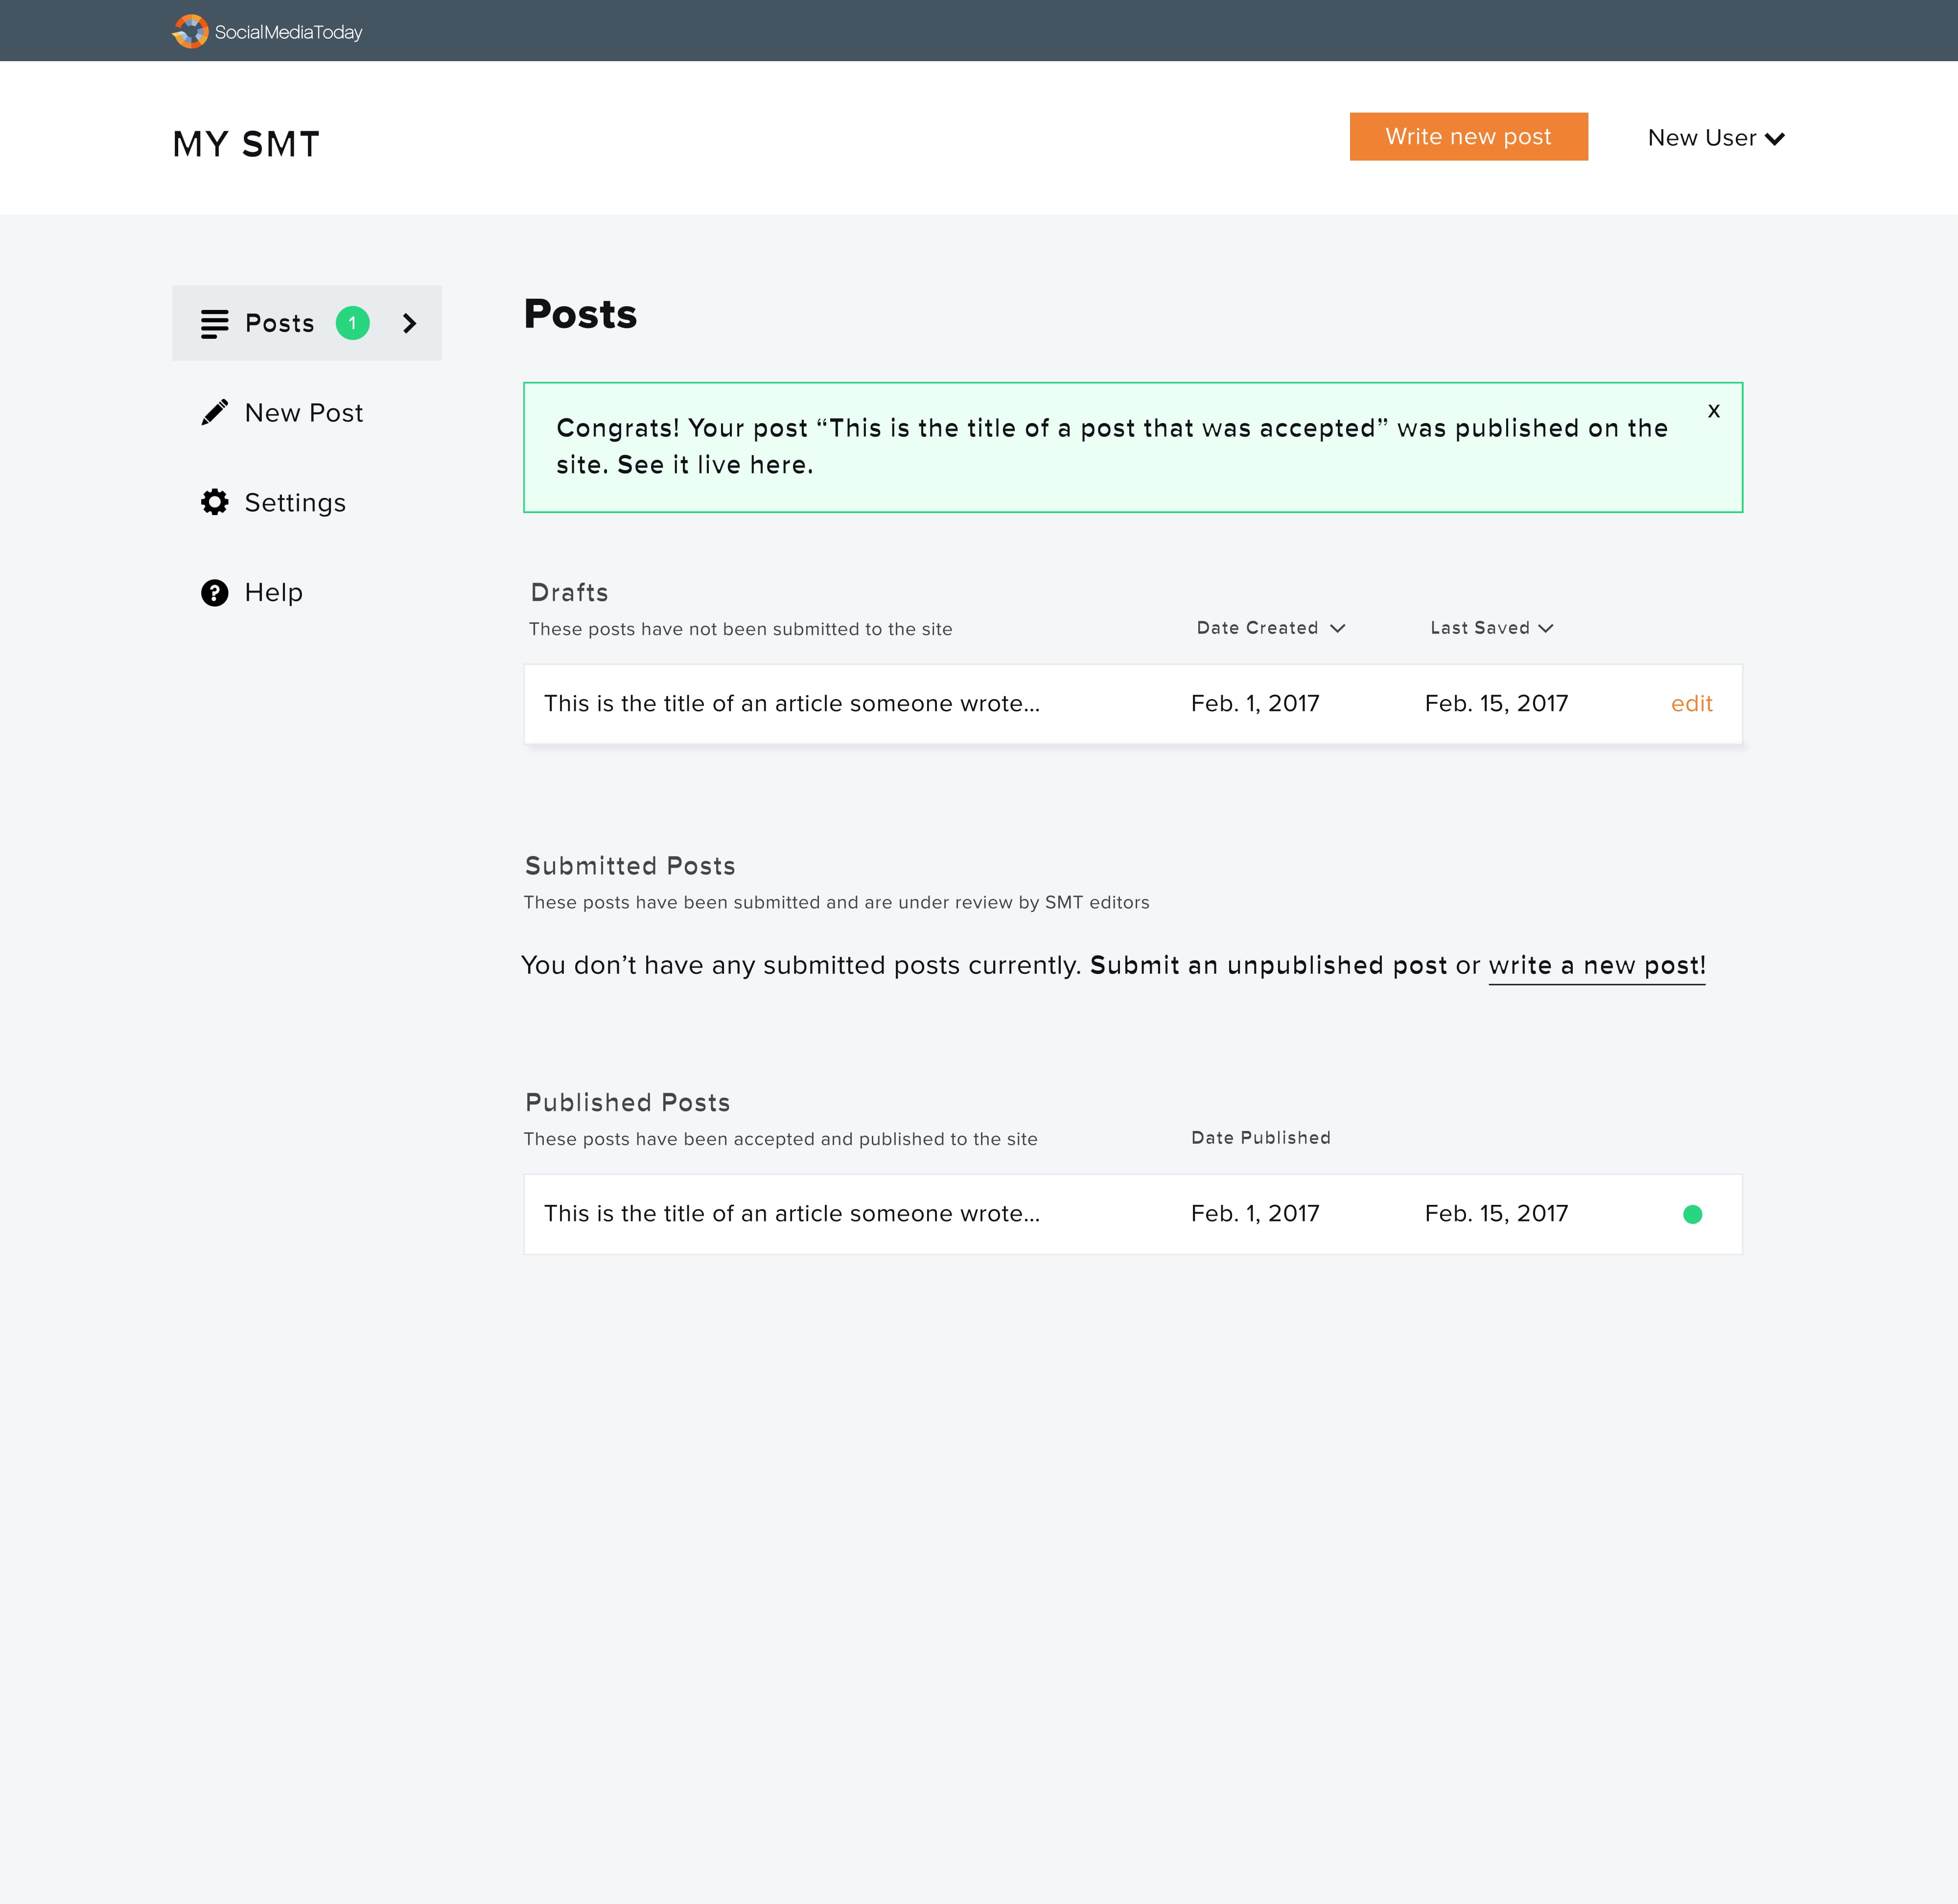 SocialMediaToday
MY SMT
Write new post
New User
Posts 1
New Post
Settings
Help
Posts
x
Congrats! Your post “This is the title of a post that was accepted” was published on the
site. See it live here.
Drafts
These posts have not been submitted to the site
Date Created
Last Saved
This is the title of an article someone wrote...
Feb. 1, 2017
Feb. 15, 2017
edit
Submitted Posts
These posts have been submitted and are under review by SMT editors
You don’t have any submitted posts currently. Submit an unpublished post or write a new post!
Published Posts
These posts have been accepted and published to the site
Date Published
This is the title of an article someone wrote...
Feb. 1, 2017
Feb. 15, 2017